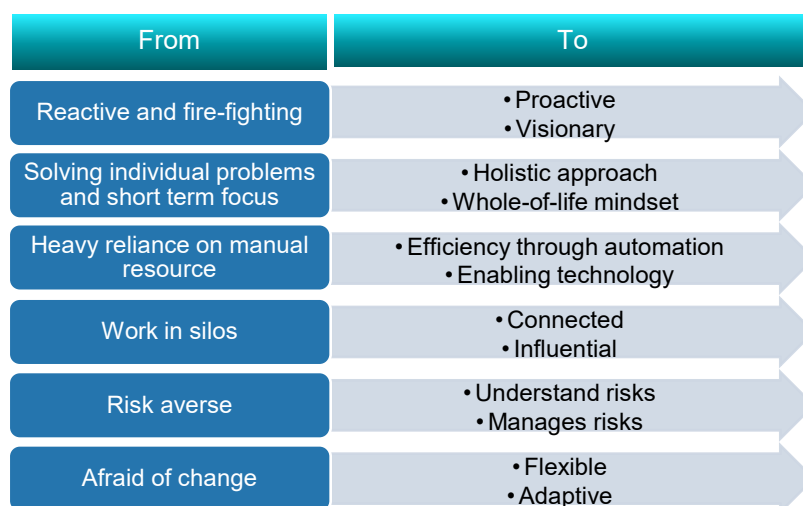 From
To
Reactive and fire-fighting
• Proactive
• Visionary
Solving individual problems
and short term focus
• Holistic approach
• Whole-of-life mindset
Heavy reliance on manual
resource
• Efficiency through automation
• Enabling technology
Work in silos
• Connected
• Influential
Risk averse
• Understand risks
• Manages risks
Afraid of change
• Flexible
• Adaptive